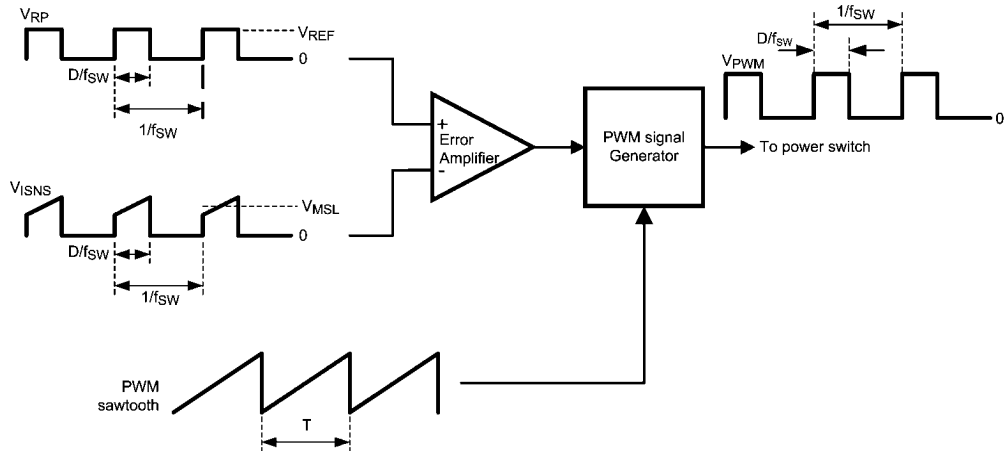 VRP
VREF
0
D/fSW
1/fSW
VISNS
VMSL
0
D/fSW
1/fSW
PWM
sawtooth
T
+
Error
Amplifier
-
PWM signal
Generator
To power switch
1/fSW
D/fSW
VPWM
0